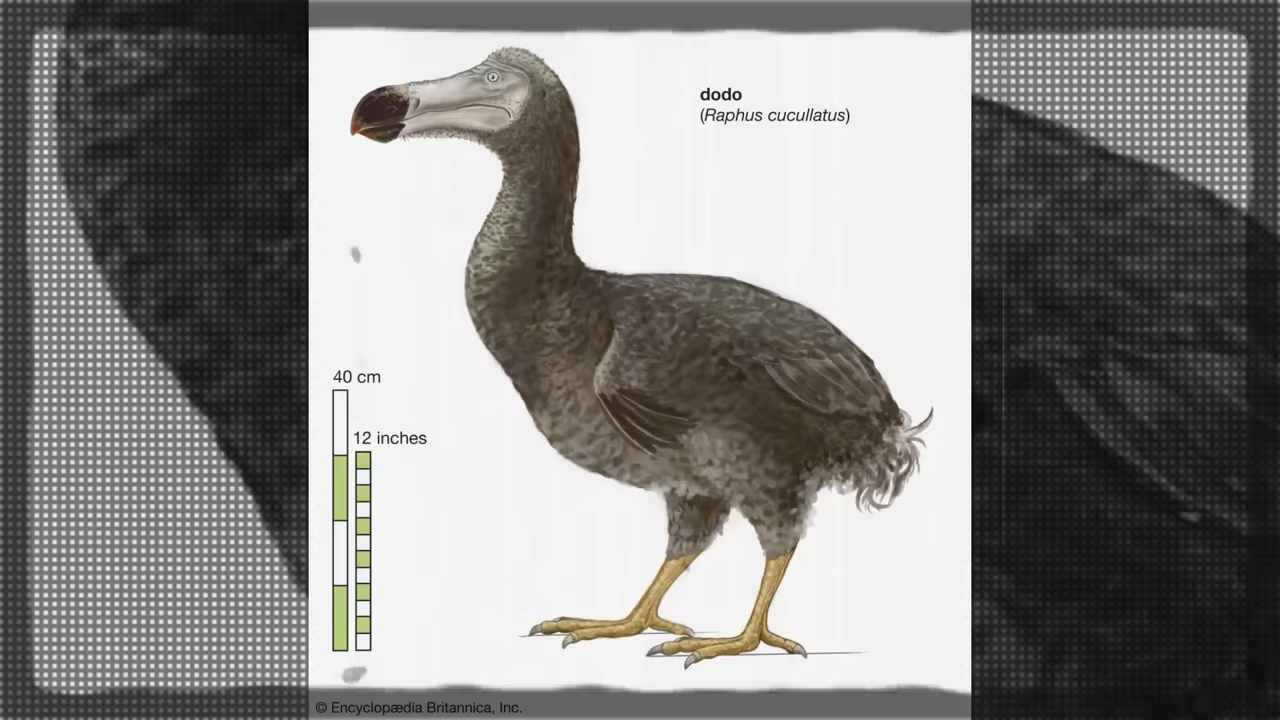 dodo
(Raphus cucullatus)
40 cm
12 inches
© Encyclopædia Britannica, Inc.